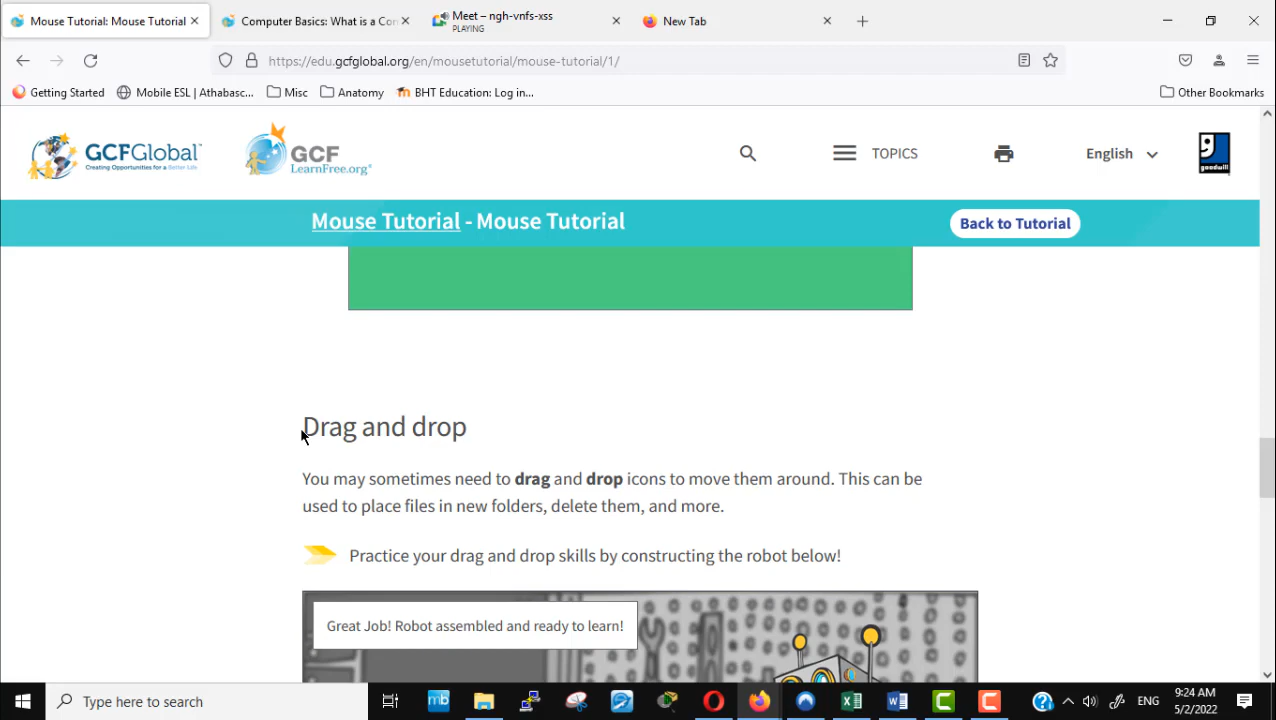 Mouse Tutorial: Mouse Tutorial
Computer Basics: What is a Con
Meet – ngh-vnfs-xss
PLAYING
New Tab
https://edu.gcfglobal.org/en/mousetutorial/mouse-tutorial/1/
Getting Started
Mobile ESL | Athabasc...
Misc
Anatomy
BHT Education: Log in...
Other Bookmarks
GCFGlobal™
Creating Opportunities for a Better Life
GCF
LearnFree.org®
TOPICS
English
goodwill
Mouse Tutorial - Mouse Tutorial
Back to Tutorial
Drag and drop
You may sometimes need to drag and drop icons to move them around. This can be
used to place files in new folders, delete them, and more.
Practice your drag and drop skills by constructing the robot below!
Great Job! Robot assembled and ready to learn!
Type here to search
mb
ENG
9:24 AM
5/2/2022